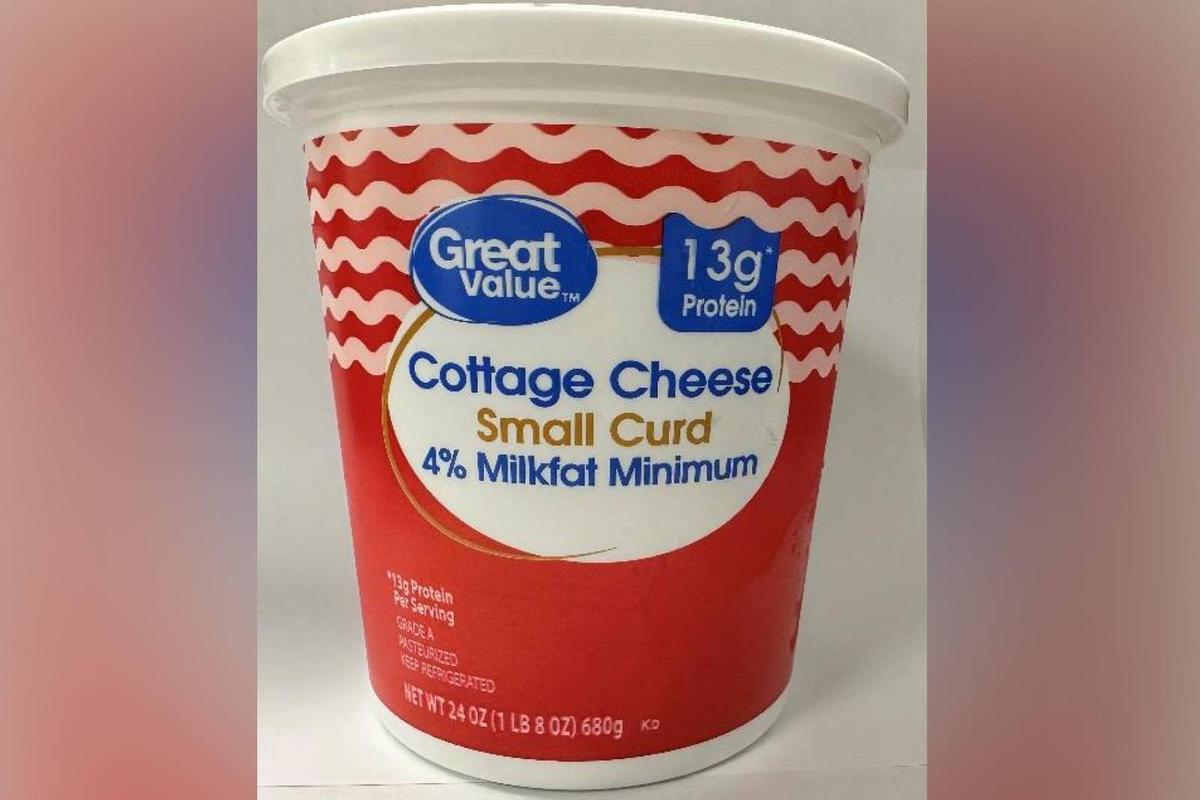 Great
Value™
13g*
Protein
Cottage Cheese
Small Curd
4% Milkfat Minimum
*13g Protein
Per Serving
GRADE A
PASTEURIZED
KEEP REFRIGERATED
NET WT 24 OZ (1 LB 8 OZ) 680g KD